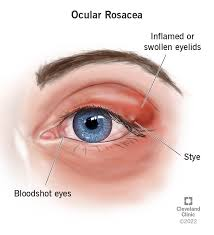 Ocular Rosacea
Inflamed or
swollen eyelids
Stye
Bloodshot eyes
Cleveland
Clinic
©2022